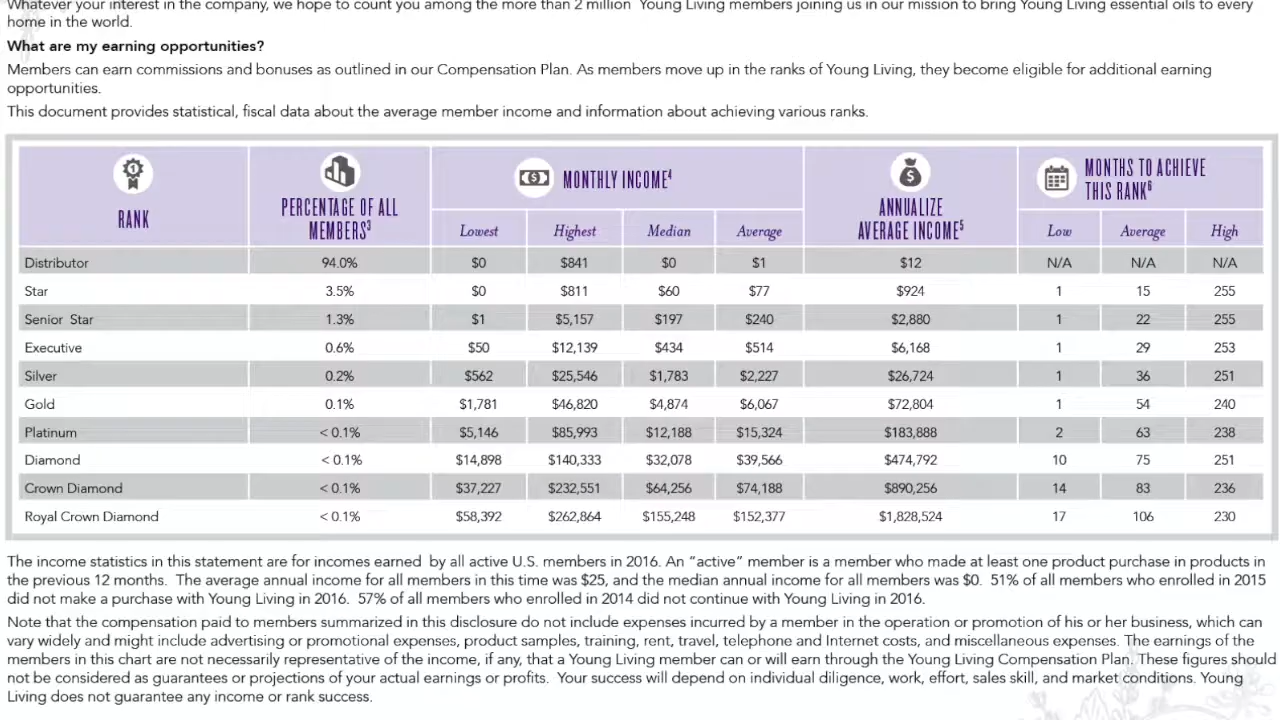 Whatever your interest in the company, we hope to count you among the more than 2 million Young Living members joining us in our mission to bring Young Living essential oils to every
home in the world.
What are my earning opportunities?
Members can earn commissions and bonuses as outlined in our Compensation Plan. As members move up in the ranks of Young Living, they become eligible for additional earning
opportunities.
This document provides statistical, fiscal data about the average member income and information about achieving various ranks.
RANK PERCENTAGE OF ALL MEMBERS³ MONTHLY INCOME⁴ ANNUALIZE AVERAGE INCOME⁵ MONTHS TO ACHIEVE THIS RANK⁶
Lowest Highest Median Average Low Average High
Distributor 94.0% $0 $841 $0 $1 $12 N/A N/A N/A
Star 3.5% $0 $811 $60 $77 $924 1 15 255
Senior Star 1.3% $1 $5,157 $197 $240 $2,880 1 22 255
Executive 0.6% $50 $12,139 $434 $514 $6,168 1 29 253
Silver 0.2% $562 $25,546 $1,783 $2,227 $26,724 1 36 251
Gold 0.1% $1,781 $46,820 $4,874 $6,067 $72,804 1 54 240
Platinum < 0.1% $5,146 $85,993 $12,188 $15,324 $183,888 2 63 238
Diamond < 0.1% $14,898 $140,333 $32,078 $39,566 $474,792 10 75 251
Crown Diamond < 0.1% $37,227 $232,551 $64,256 $74,188 $890,256 14 83 236
Royal Crown Diamond < 0.1% $58,392 $262,864 $155,248 $152,377 $1,828,524 17 106 230
The income statistics in this statement are for incomes earned by all active U.S. members in 2016. An “active” member is a member who made at least one product purchase in products in
the previous 12 months. The average annual income for all members in this time was $25, and the median annual income for all members was $0. 51% of all members who enrolled in 2015
did not make a purchase with Young Living in 2016. 57% of all members who enrolled in 2014 did not continue with Young Living in 2016.
Note that the compensation paid to members summarized in this disclosure do not include expenses incurred by a member in the operation or promotion of his or her business, which can
vary widely and might include advertising or promotional expenses, product samples, training, rent, travel, telephone and Internet costs, and miscellaneous expenses. The earnings of the
members in this chart are not necessarily representative of the income, if any, that a Young Living member can or will earn through the Young Living Compensation Plan. These figures should
not be considered as guarantees or projections of your actual earnings or profits. Your success will depend on individual diligence, work, effort, sales skill, and market conditions. Young
Living does not guarantee any income or rank success.